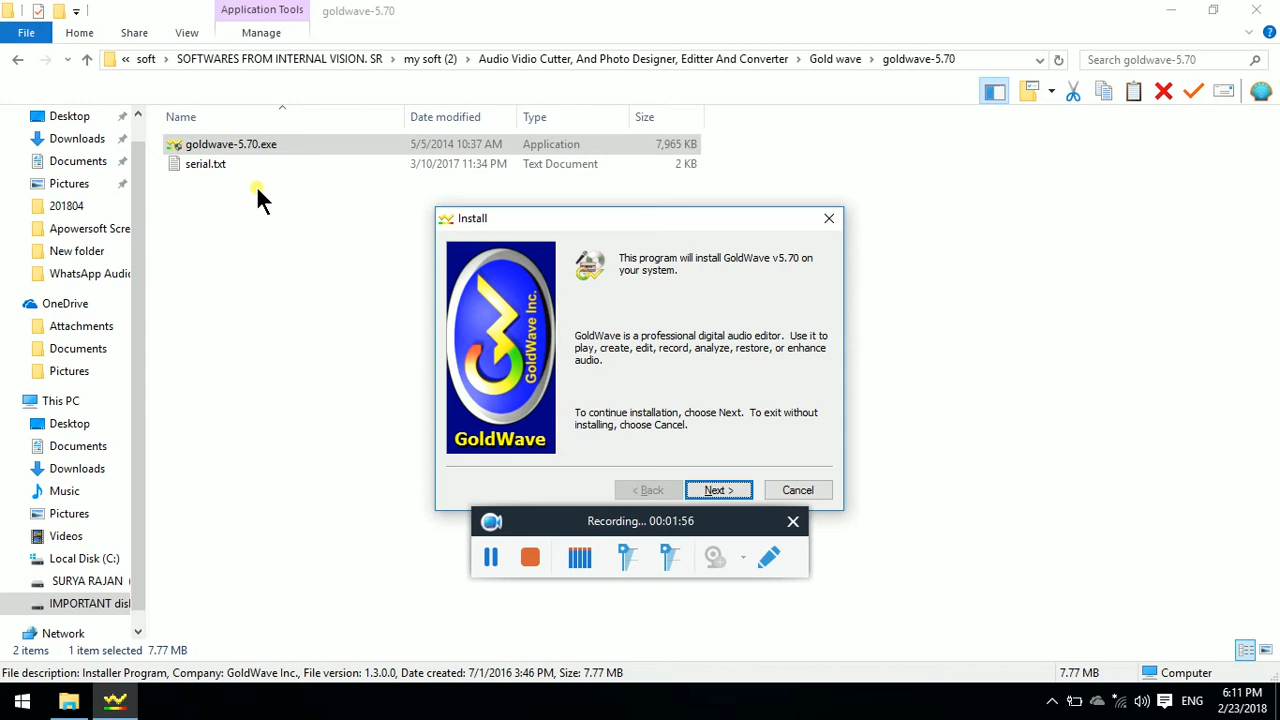 Application Tools
goldwave-5.70
File
Home
Share
View
Manage
« soft > SOFTWARES FROM INTERNAL VISION. SR > my soft (2) > Audio Vidio Cutter, And Photo Designer, Editter And Converter > Gold wave > goldwave-5.70
Search goldwave-5.70
Name
Date modified
Type
Size
goldwave-5.70.exe
5/5/2014 10:37 AM
Application
7,965 KB
serial.txt
3/10/2017 11:34 PM
Text Document
2 KB
Desktop
Downloads
Documents
Pictures
201804
Apowersoft Scre
New folder
WhatsApp Audio
OneDrive
Attachments
Documents
Pictures
This PC
Desktop
Documents
Downloads
Music
Pictures
Videos
Local Disk (C:)
SURYA RAJAN (
IMPORTANT disk
Network
Install
This program will install GoldWave v5.70 on
your system.
GoldWave is a professional digital audio editor. Use it to
play, create, edit, record, analyze, restore, or enhance
audio.
To continue installation, choose Next. To exit without
installing, choose Cancel.
GoldWave Inc.
GoldWave
< Back
Next >
Cancel
Recording... 00:01:56
2 items
1 item selected 7.77 MB
File description: Installer Program, Company: GoldWave Inc., File version: 1.3.0.0, Date created: 7/1/2016 3:46 PM, Size: 7.77 MB
7.77 MB
Computer
ENG
6:11 PM
2/23/2018